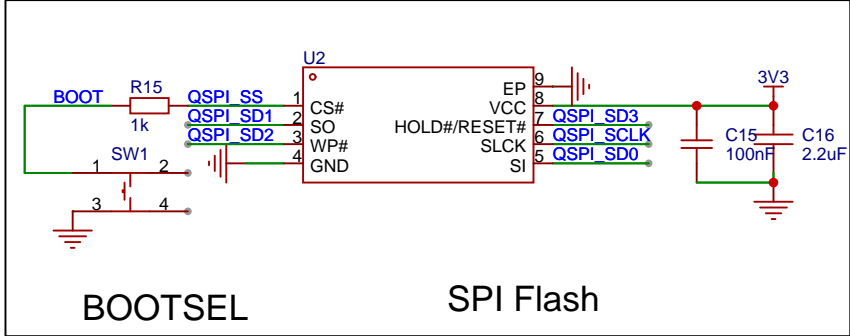 U2
BOOT
R15
1k
QSPI_SS
QSPI_SD1
QSPI_SD2
1
2
3
4
CS#
SO
WP#
GND
EP
VCC
HOLD#/RESET#
SLCK
SI
9
8
7
6
5
QSPI_SD3
QSPI_SCLK
QSPI_SD0
3V3
C15
100nF
C16
2.2uF
SW1
1
2
3
4
BOOTSEL
SPI Flash